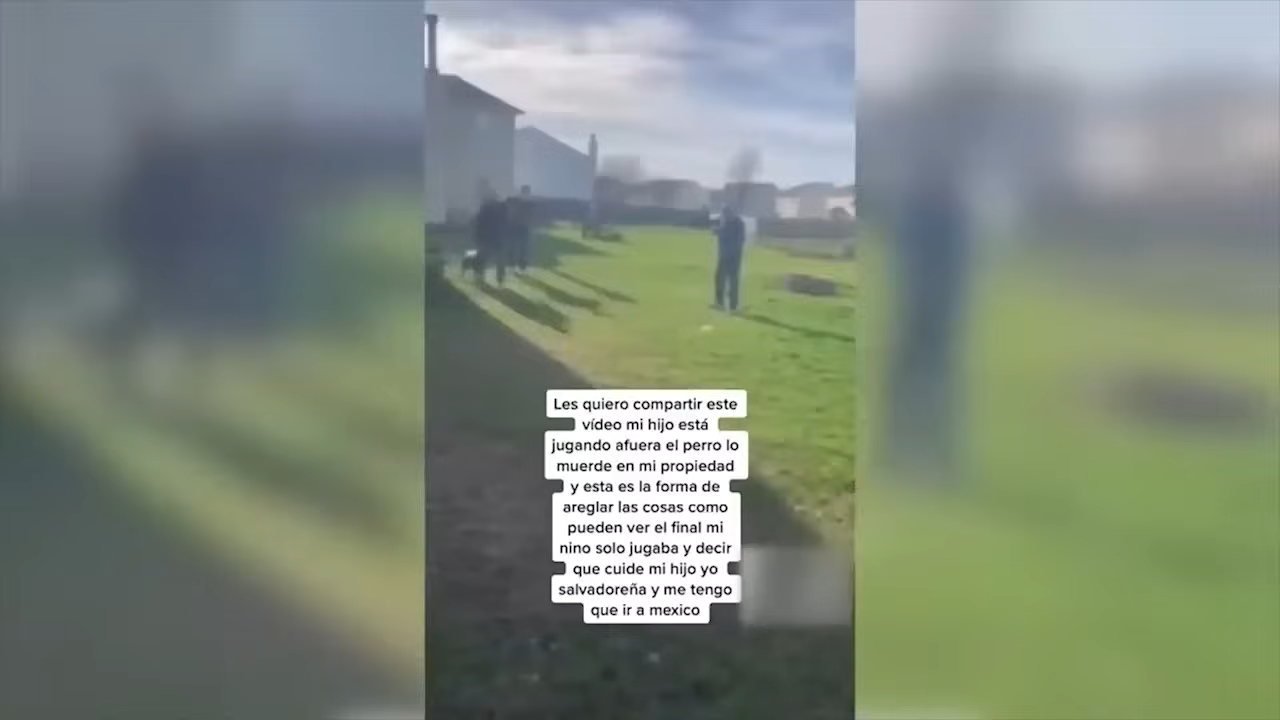 Les quiero compartir este
vídeo mi hijo está
jugando afuera el perro lo
muerde en mi propiedad
y esta es la forma de
areglar las cosas como
pueden ver el final mi
nino solo jugaba y decir
que cuide mi hijo yo
salvadoreña y me tengo
que ir a mexico